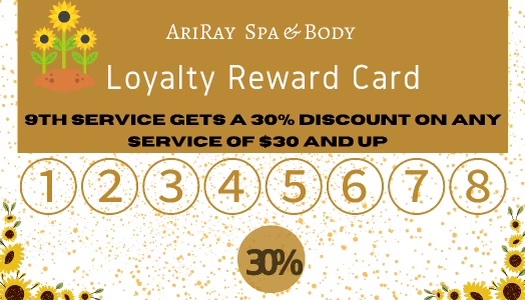 AriRay Spa & Body
Loyalty Reward Card
9TH SERVICE GETS A 30% DISCOUNT ON ANY
SERVICE OF $30 AND UP
1 2 3 4 5 6 7 8
30%